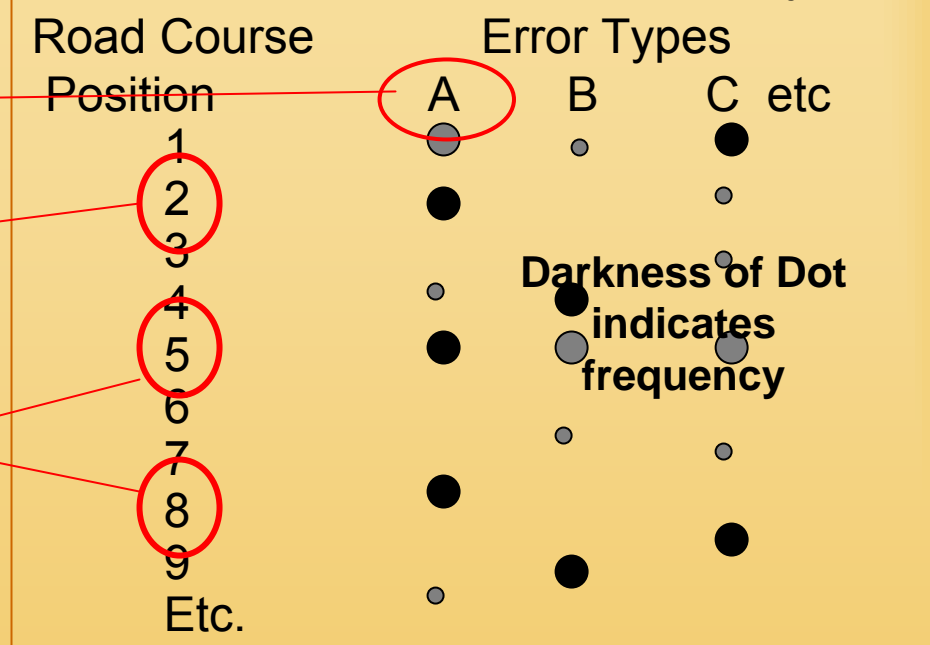 Road Course Error Types
Position A B C etc
1
2
3
4
5
6
7
8
9
Etc.
Darkness of Dot
indicates
frequency